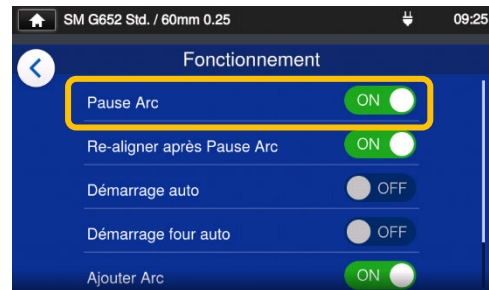 SM G652 Std. / 60mm 0.25 09:25
Fonctionnement
Pause Arc ON
Re-aligner après Pause Arc ON
Démarrage auto OFF
Démarrage four auto OFF
Ajouter Arc ON